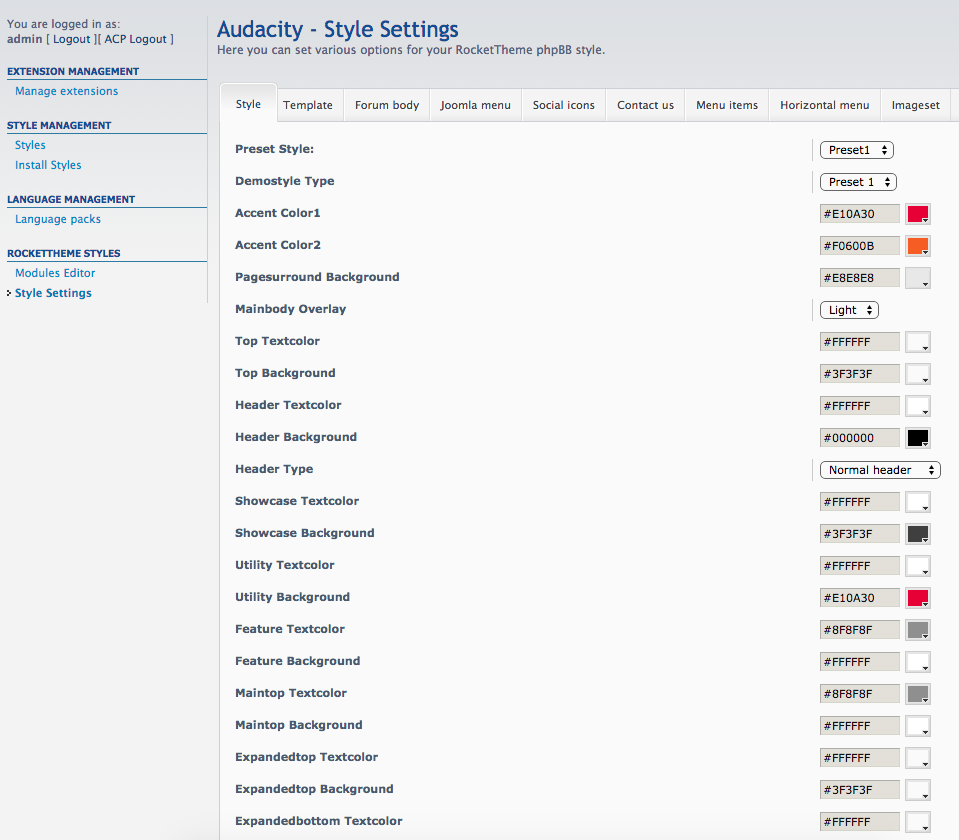 You are logged in as:
admin [ Logout ][ ACP Logout ]
EXTENSION MANAGEMENT
Manage extensions
STYLE MANAGEMENT
Styles
Install Styles
LANGUAGE MANAGEMENT
Language packs
ROCKETTHEME STYLES
Modules Editor
Style Settings
Audacity - Style Settings
Here you can set various options for your RocketTheme phpBB style.
Style Template Forum body Joomla menu Social icons Contact us Menu items Horizontal menu Imageset
Preset Style: Preset1
Demostyle Type Preset 1
Accent Color1 #E10A30
Accent Color2 #F0600B
Pagesurround Background #E8E8E8
Mainbody Overlay Light
Top Textcolor #FFFFFF
Top Background #3F3F3F
Header Textcolor #FFFFFF
Header Background #000000
Header Type Normal header
Showcase Textcolor #FFFFFF
Showcase Background #3F3F3F
Utility Textcolor #FFFFFF
Utility Background #E10A30
Feature Textcolor #8F8F8F
Feature Background #FFFFFF
Maintop Textcolor #8F8F8F
Maintop Background #FFFFFF
Expandedtop Textcolor #FFFFFF
Expandedtop Background #3F3F3F
Expandedbottom Textcolor #FFFFFF